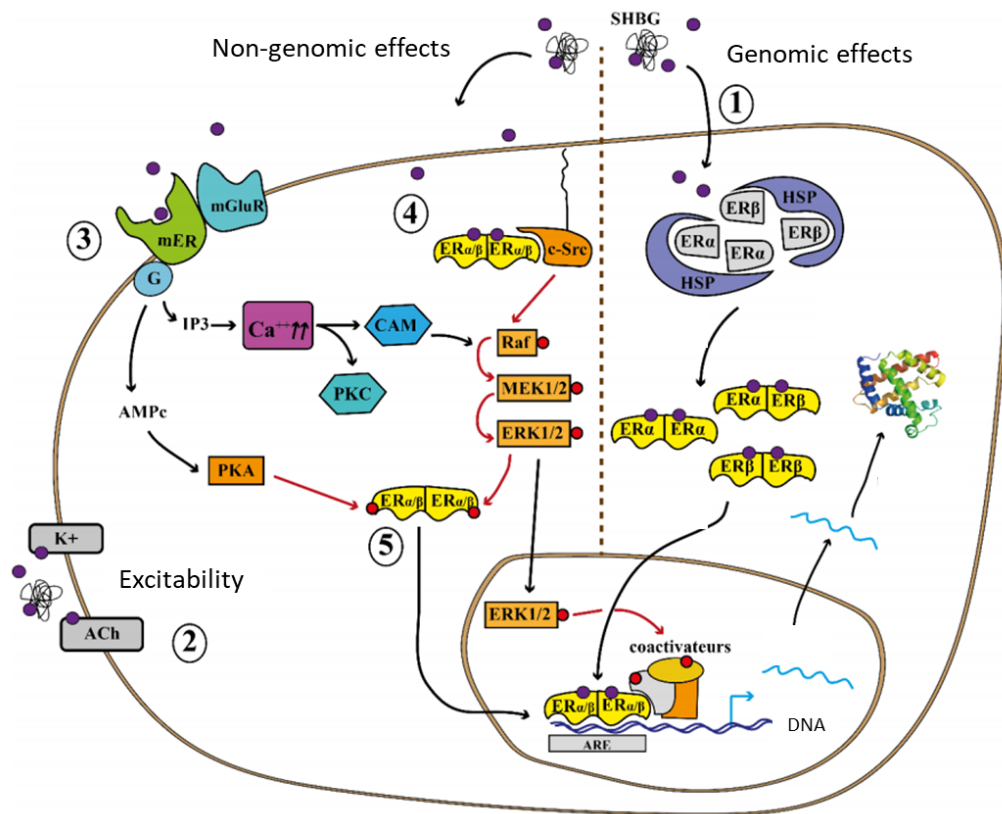 SHBG
Non-genomic effects
Genomic effects
1
mGluR
mER
3
G
4
ERα/β ERα/β
c-Src
HSP
ERβ
ERα
ERβ
ERα
HSP
IP3
Ca⁺⁺
CAM
Raf
PKC
MEK1/2
AMPc
ERK1/2
ERα ERβ
ERα ERα
ERβ ERβ
PKA
ERα/β ERα/β
5
K+
Excitability
ACh
2
ERK1/2
coactivateurs
ERα/β ERα/β
DNA
ARE